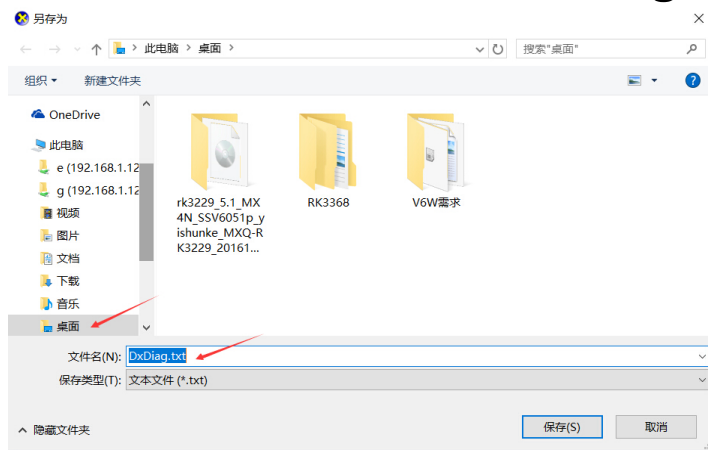 另存为
此电脑
桌面
搜索"桌面"
组织
新建文件夹
OneDrive
此电脑
e (192.168.1.12
g (192.168.1.12
视频
图片
文档
下载
音乐
桌面
rk3229_5.1_MX
4N_SSV6051p_y
ishunke_MXQ-R
K3229_20161...
RK3368
V6W需求
文件名(N):
DxDiag.txt
保存类型(T):
文本文件 (*.txt)
隐藏文件夹
保存(S)
取消